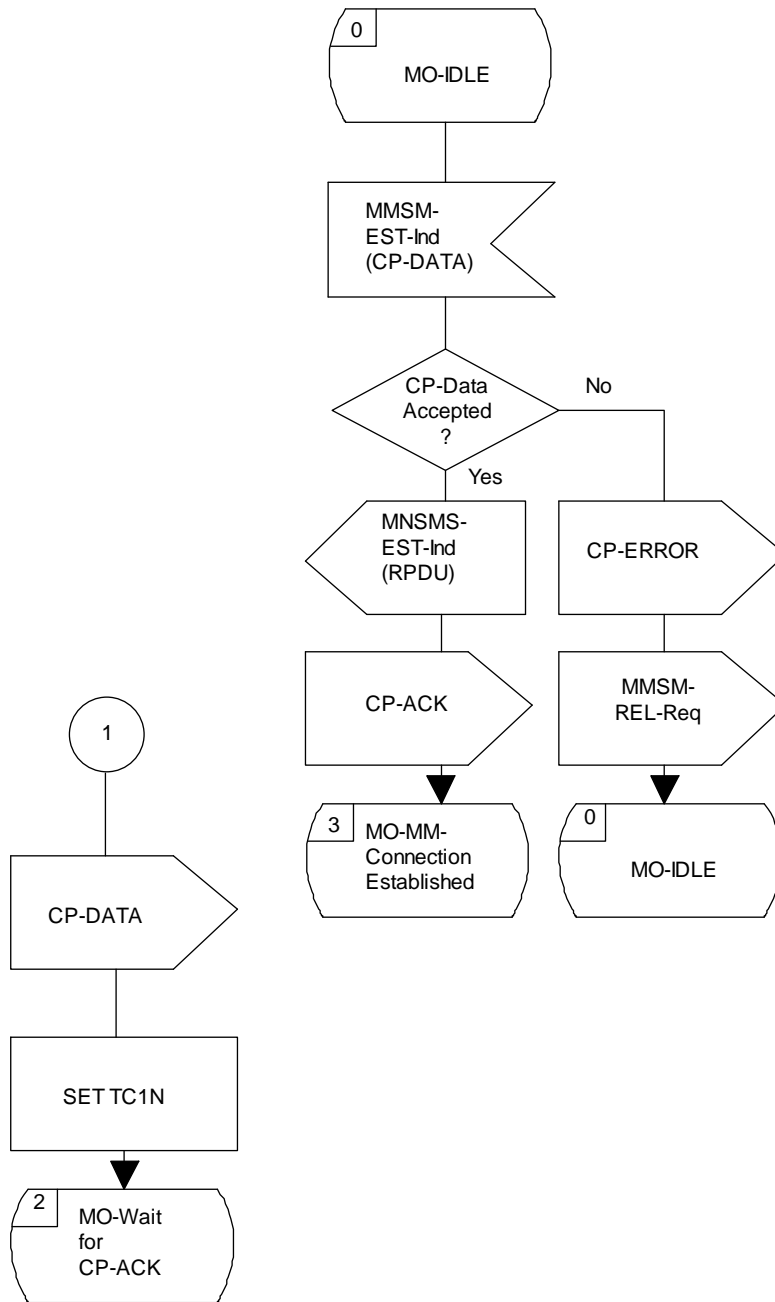 0
MO-IDLE
MMSM-
EST-Ind
(CP-DATA)
CP-Data
Accepted
?
No
Yes
MNSMS-
EST-Ind
(RPDU)
CP-ERROR
CP-ACK
MMSM-
REL-Req
3
MO-MM-
Connection
Established
0
MO-IDLE
1
CP-DATA
SET TC1N
2
MO-Wait
for
CP-ACK